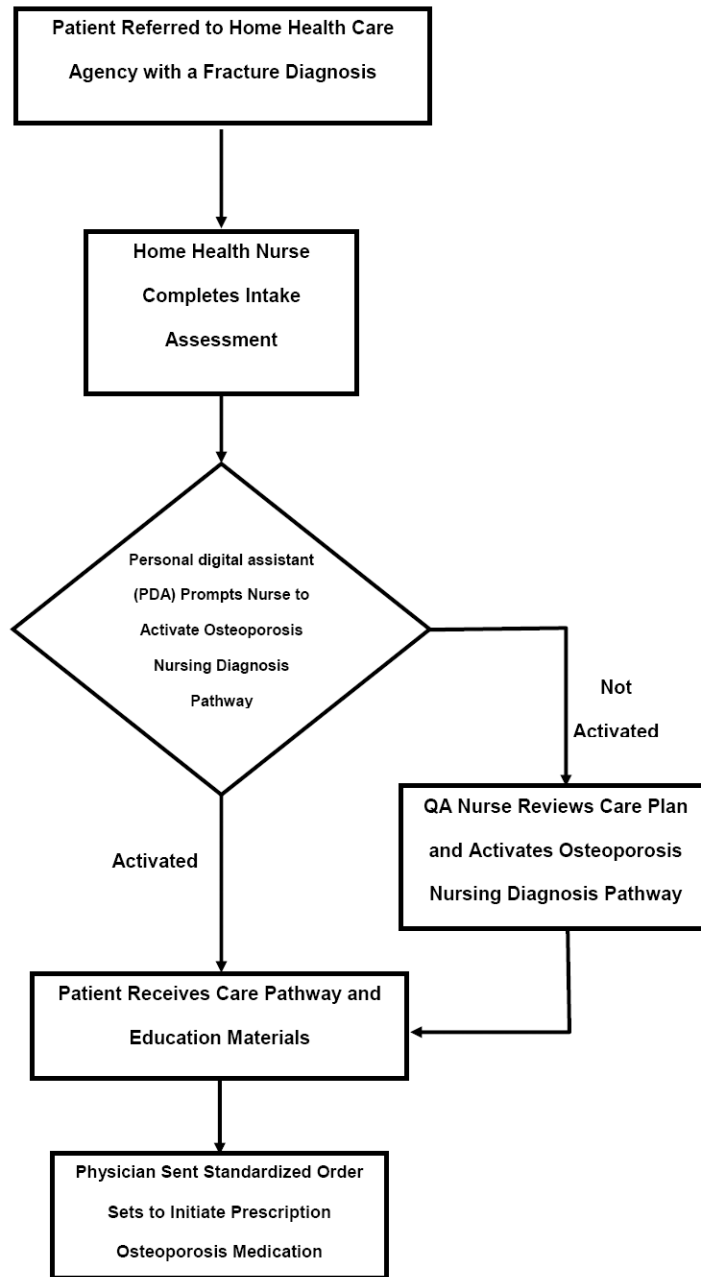 Patient Referred to Home Health Care
Agency with a Fracture Diagnosis
Home Health Nurse
Completes Intake
Assessment
Personal digital assistant
(PDA) Prompts Nurse to
Activate Osteoporosis
Nursing Diagnosis
Pathway
Not
Activated
QA Nurse Reviews Care Plan
and Activates Osteoporosis
Nursing Diagnosis Pathway
Activated
Patient Receives Care Pathway and
Education Materials
Physician Sent Standardized Order
Sets to Initiate Prescription
Osteoporosis Medication